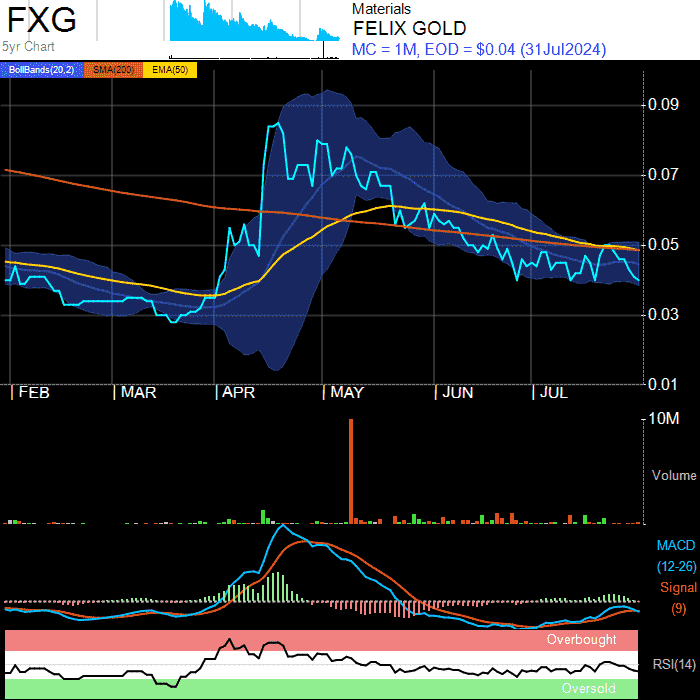 FXG
5yr Chart
Materials
FELIX GOLD
MC = 1M, EOD = $0.04 (31Jul2024)
BollBands(20,2) SMA(200) EMA(50)
0.09
0.07
0.05
0.03
0.01
FEB MAR APR MAY JUN JUL
10M
Volume
MACD
(12-26)
Signal
(9)
Overbought
RSI(14)
Oversold